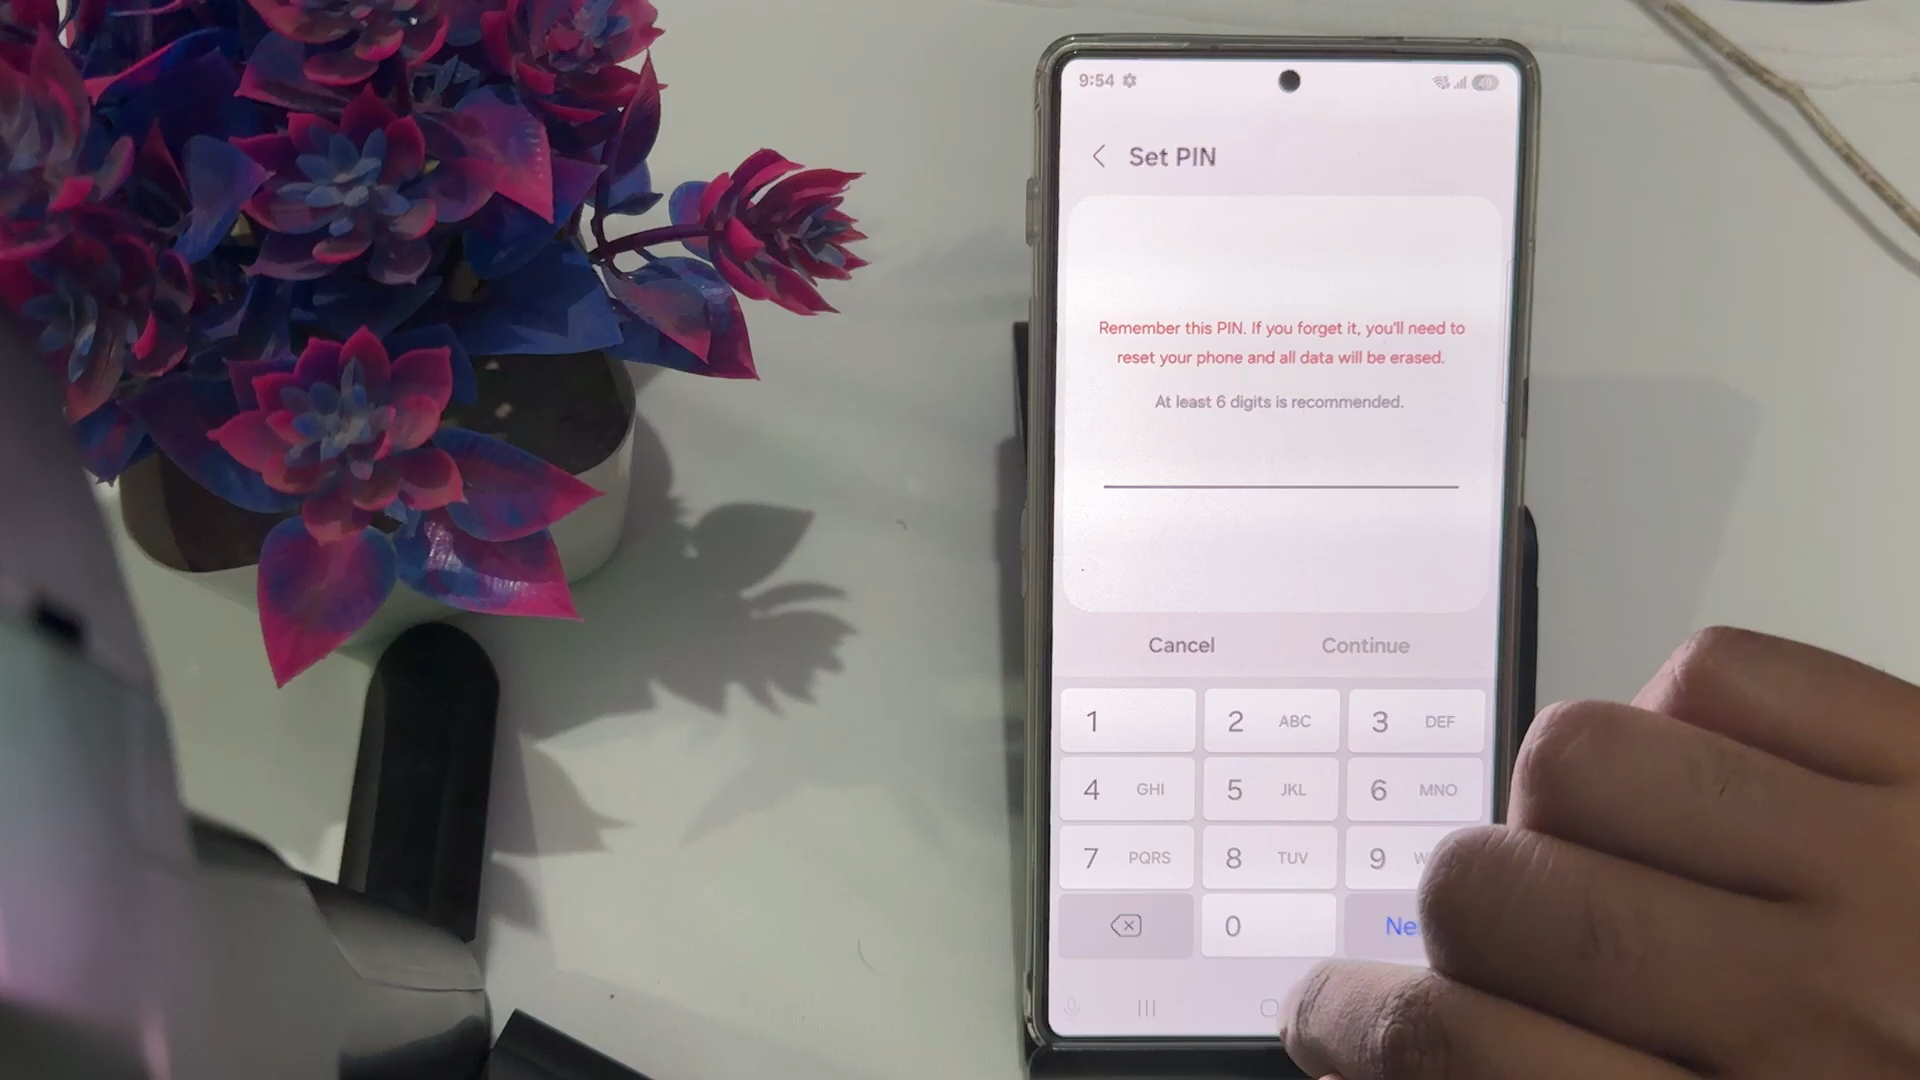 9:54
49
Set PIN
Remember this PIN. If you forget it, you'll need to
reset your phone and all data will be erased.
At least 6 digits is recommended.
Cancel Continue
1 2 ABC 3 DEF
4 GHI 5 JKL 6 MNO
7 PQRS 8 TUV 9 W
0 Ne